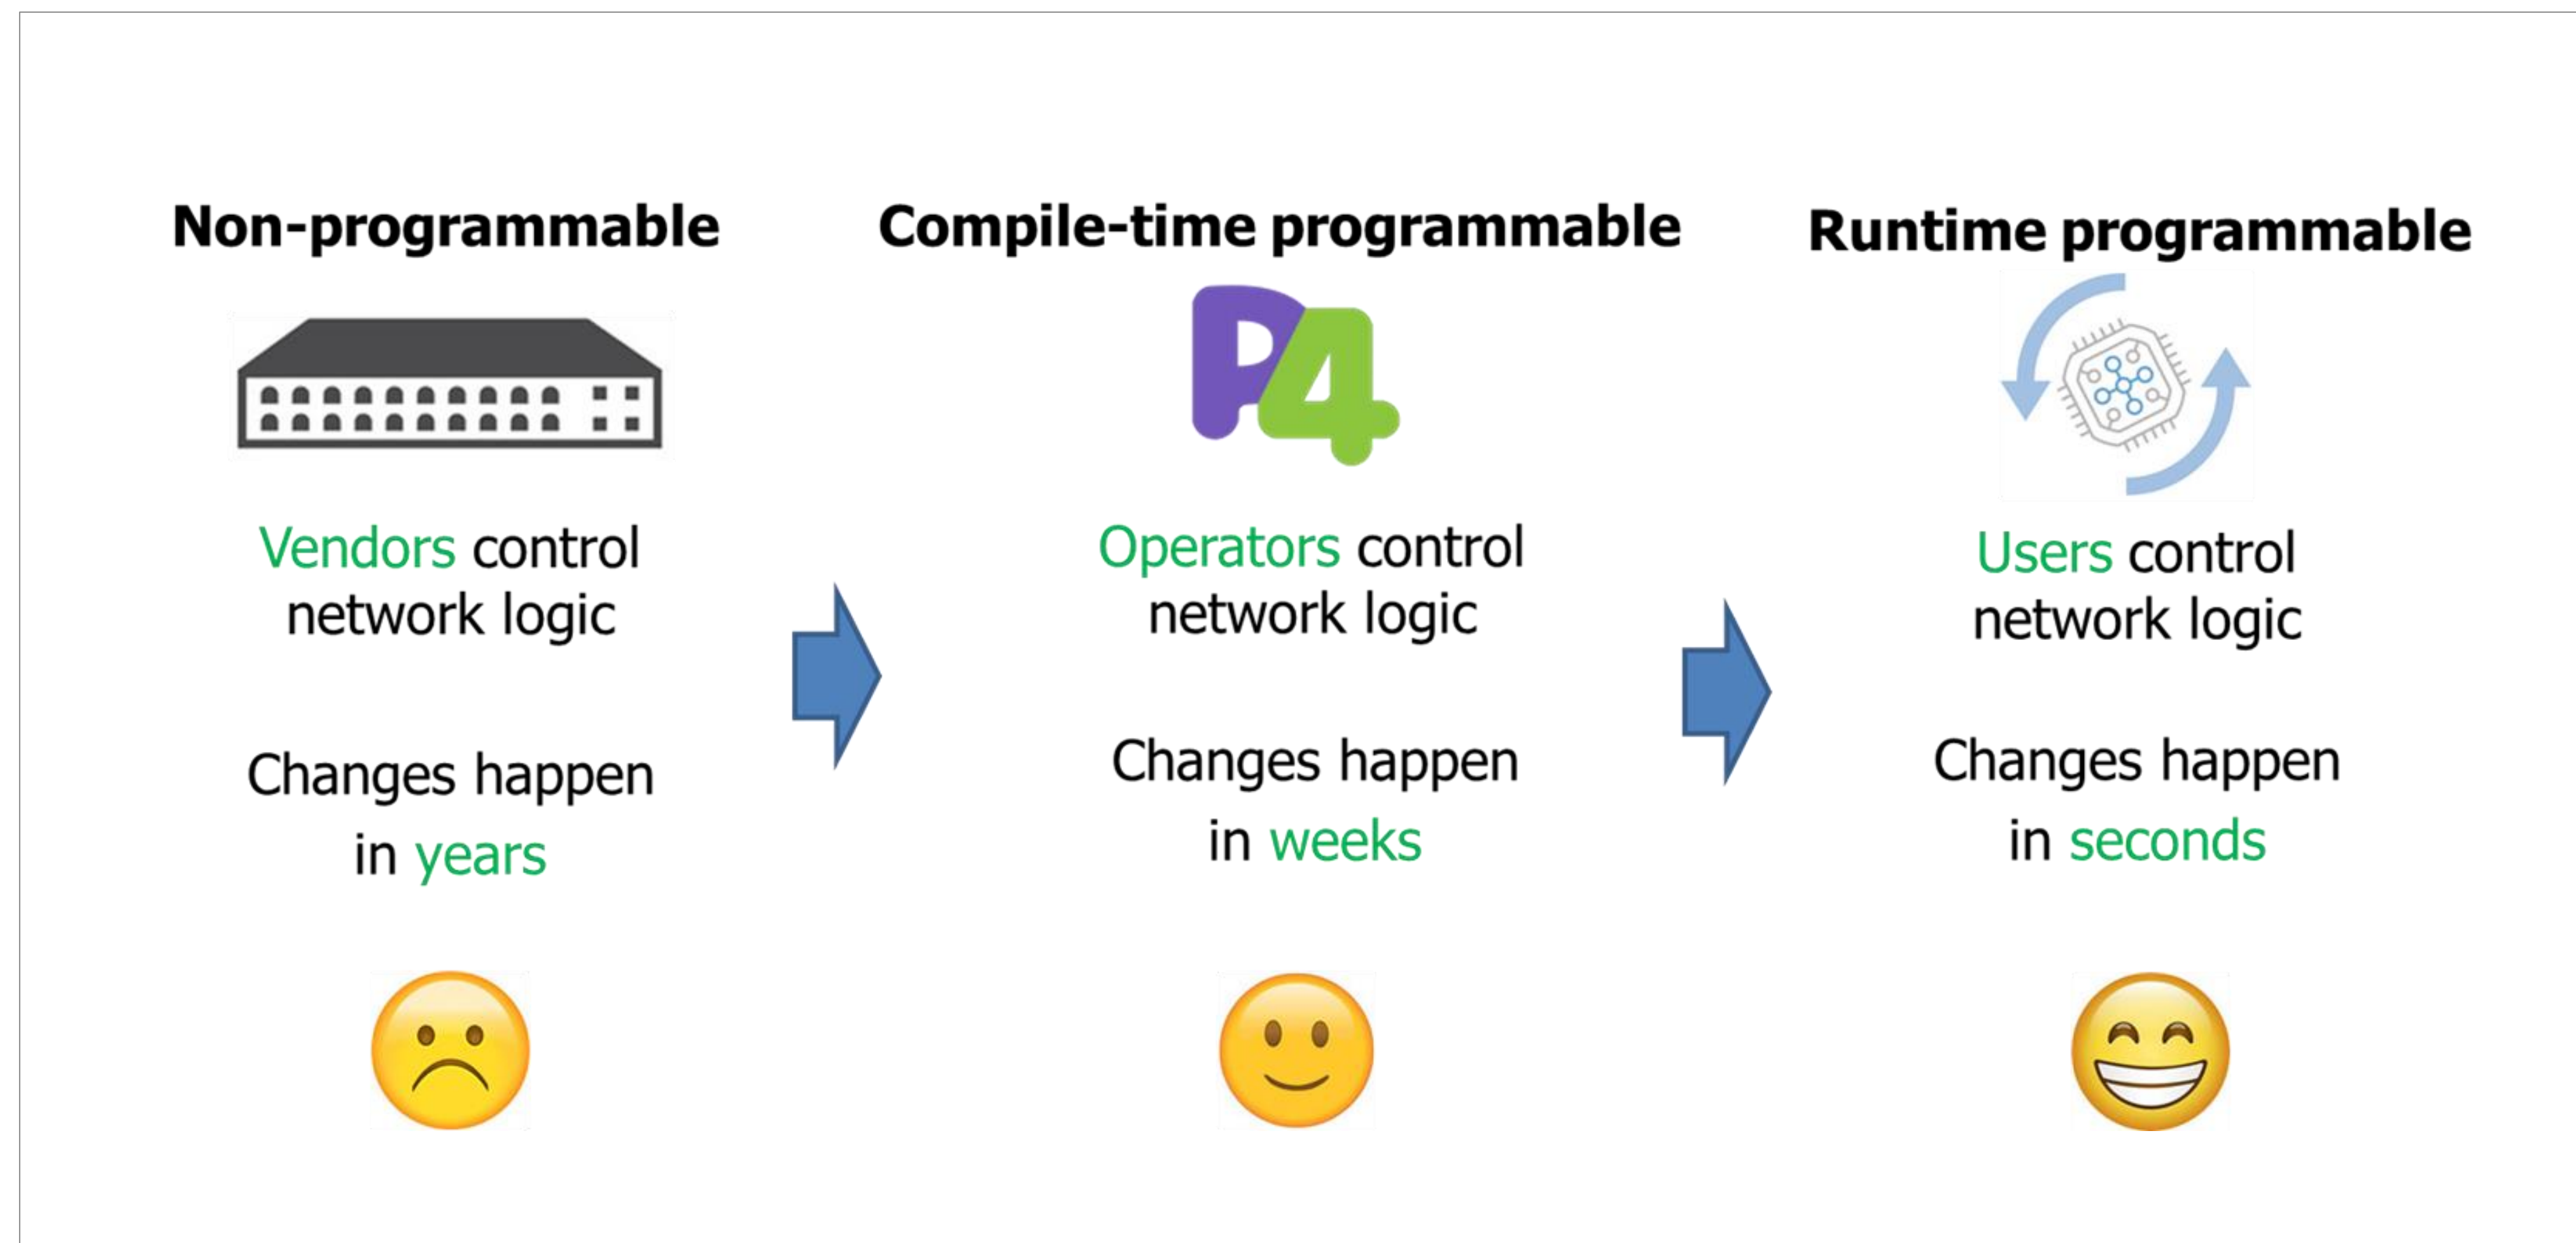 Non-programmable
Vendors control
network logic
Changes happen
in years
Compile-time programmable
P4
Operators control
network logic
Changes happen
in weeks
Runtime programmable
Users control
network logic
Changes happen
in seconds